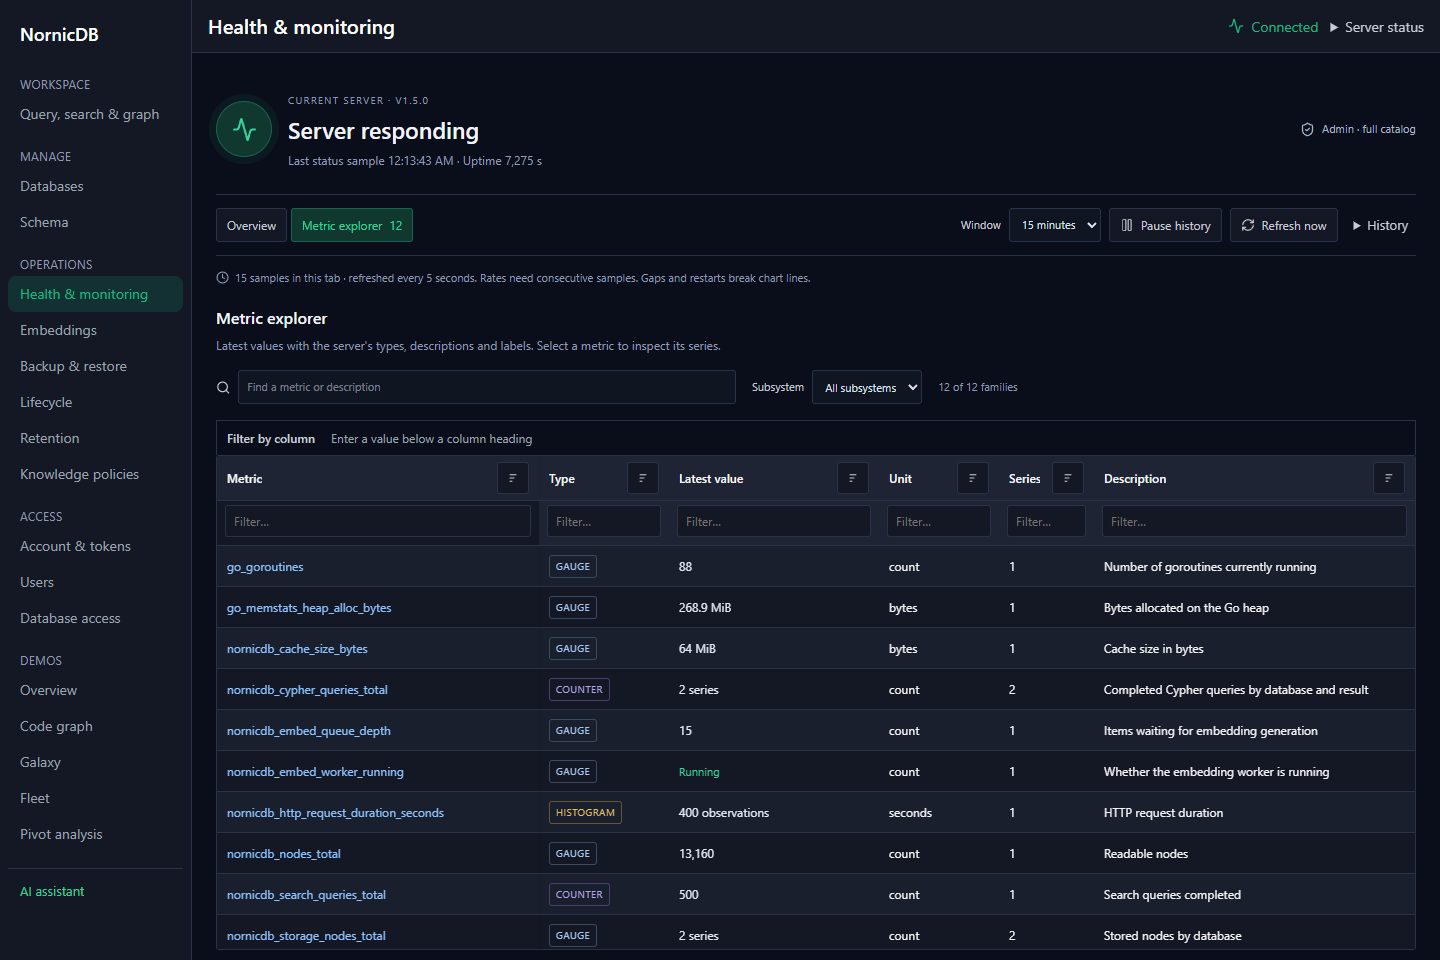 NornicDB
WORKSPACE
Query, search & graph
MANAGE
Databases
Schema
OPERATIONS
Health & monitoring
Embeddings
Backup & restore
Lifecycle
Retention
Knowledge policies
ACCESS
Account & tokens
Users
Database access
DEMOS
Overview
Code graph
Galaxy
Fleet
Pivot analysis
AI assistant
Health & monitoring
Connected
Server status
CURRENT SERVER · V1.5.0
Server responding
Last status sample 12:13:43 AM · Uptime 7,275 s
Admin · full catalog
Overview
Metric explorer 12
Window
15 minutes
Pause history
Refresh now
History
15 samples in this tab · refreshed every 5 seconds. Rates need consecutive samples. Gaps and restarts break chart lines.
Metric explorer
Latest values with the server's types, descriptions and labels. Select a metric to inspect its series.
Find a metric or description
Subsystem
All subsystems
12 of 12 families
Filter by column Enter a value below a column heading
Metric Type Latest value Unit Series Description
Filter... Filter... Filter... Filter... Filter... Filter...
go_goroutines GAUGE 88 count 1 Number of goroutines currently running
go_memstats_heap_alloc_bytes GAUGE 268.9 MiB bytes 1 Bytes allocated on the Go heap
nornicdb_cache_size_bytes GAUGE 64 MiB bytes 1 Cache size in bytes
nornicdb_cypher_queries_total COUNTER 2 series count 2 Completed Cypher queries by database and result
nornicdb_embed_queue_depth GAUGE 15 count 1 Items waiting for embedding generation
nornicdb_embed_worker_running GAUGE Running count 1 Whether the embedding worker is running
nornicdb_http_request_duration_seconds HISTOGRAM 400 observations seconds 1 HTTP request duration
nornicdb_nodes_total GAUGE 13,160 count 1 Readable nodes
nornicdb_search_queries_total COUNTER 500 count 1 Search queries completed
nornicdb_storage_nodes_total GAUGE 2 series count 2 Stored nodes by database